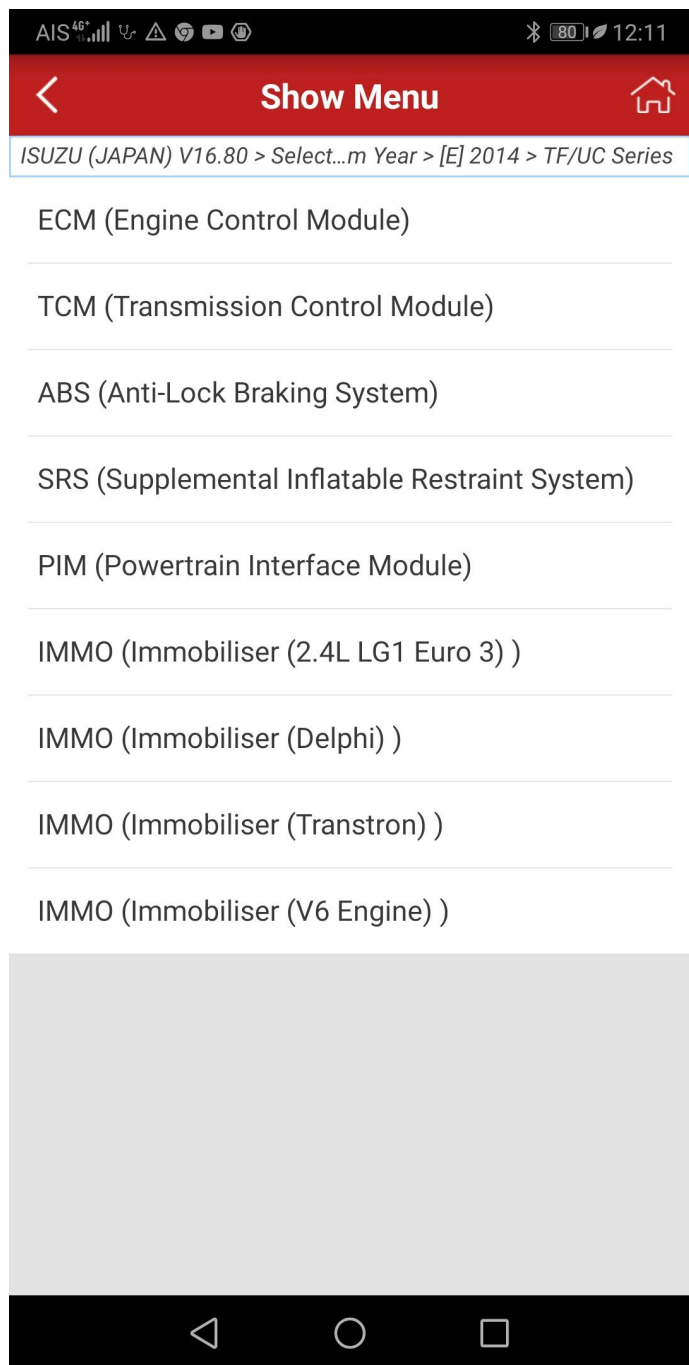 AIS 4G+ 80 12:11
Show Menu
ISUZU (JAPAN) V16.80 > Select...m Year > [E] 2014 > TF/UC Series
ECM (Engine Control Module)
TCM (Transmission Control Module)
ABS (Anti-Lock Braking System)
SRS (Supplemental Inflatable Restraint System)
PIM (Powertrain Interface Module)
IMMO (Immobiliser (2.4L LG1 Euro 3) )
IMMO (Immobiliser (Delphi) )
IMMO (Immobiliser (Transtron) )
IMMO (Immobiliser (V6 Engine) )